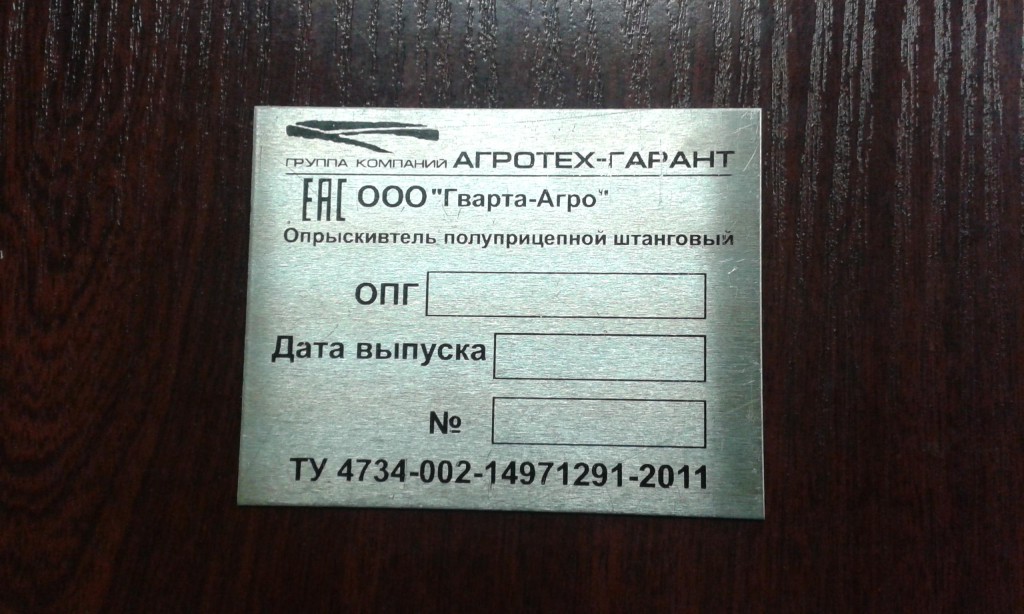 ГРУППА КОМПАНИЙ АГРОТЕХ-ГАРАНТ
EAC ООО "Гварта-Агро"
Опрыскивтель полуприцепной штанговый
ОПГ
Дата выпуска
№
ТУ 4734-002-14971291-2011